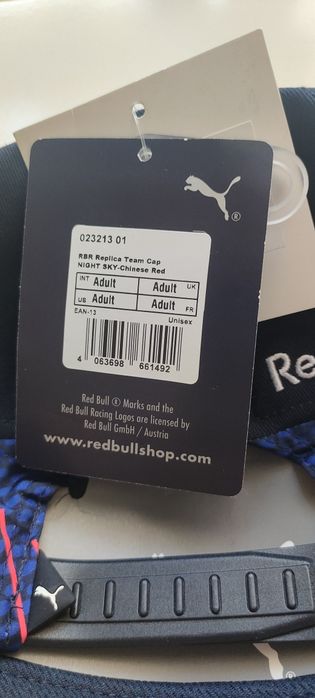 023213 01
RBR Replica Team Cap
NIGHT SKY-Chinese Red
INT Adult Adult UK
US Adult Adult FR
EAN-13 Unisex
4 063698 661492
Red Bull ® Marks and the
Red Bull Racing Logos are licensed by
Red Bull GmbH / Austria
www.redbullshop.com
®
Re